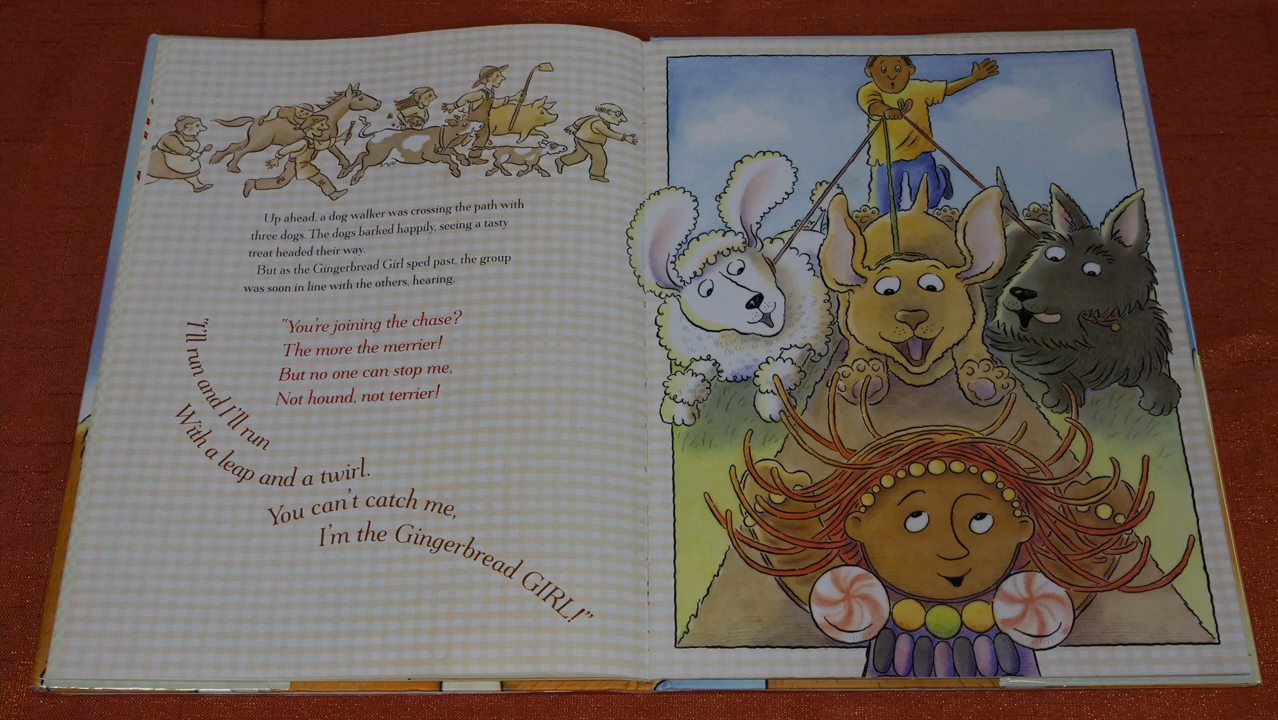 Up ahead, a dog walker was crossing the path with
three dogs. The dogs barked happily, seeing a tasty
treat headed their way.
But as the Gingerbread Girl sped past, the group
was soon in line with the others, hearing.
"You're joining the chase?
The more the merrier!
But no one can stop me,
Not hound, not terrier!
"I'll run and I'll run
With a leap and a twirl.
You can't catch me,
I'm the Gingerbread GIRL!"